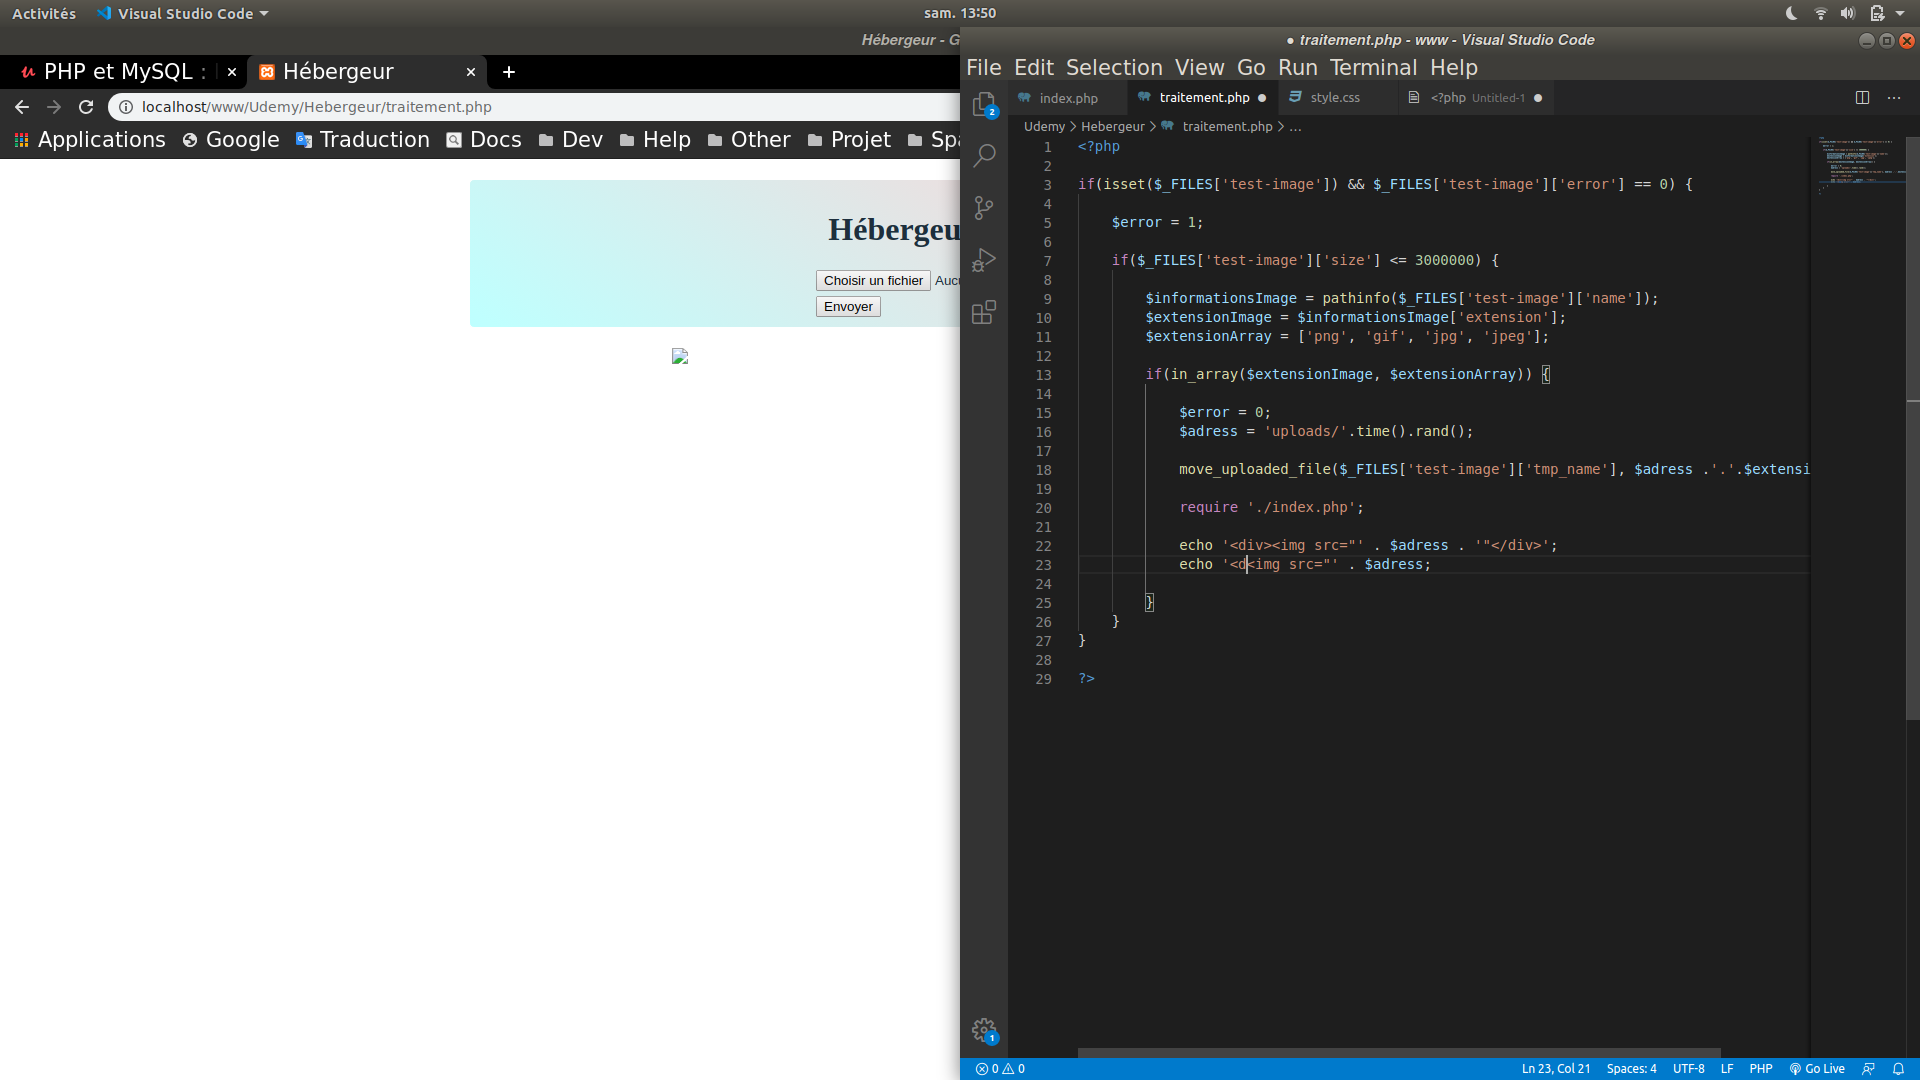 Activités Visual Studio Code sam. 13:50
Hébergeur - G
● traitement.php - www - Visual Studio Code
PHP et MySQL : Hébergeur
File Edit Selection View Go Run Terminal Help
localhost/www/Udemy/Hebergeur/traitement.php
index.php traitement.php ● style.css <?php Untitled-1 ●
Applications Google Traduction Docs Dev Help Other Projet Spa
Udemy > Hebergeur > traitement.php > ...
Hébergeu
Choisir un fichier Aucu
Envoyer
2
1 <?php
2
3 if(isset($_FILES['test-image']) && $_FILES['test-image']['error'] == 0) {
4
5 $error = 1;
6
7 if($_FILES['test-image']['size'] <= 3000000) {
8
9 $informationsImage = pathinfo($_FILES['test-image']['name']);
10 $extensionImage = $informationsImage['extension'];
11 $extensionArray = ['png', 'gif', 'jpg', 'jpeg'];
12
13 if(in_array($extensionImage, $extensionArray)) {
14
15 $error = 0;
16 $adress = 'uploads/'.time().rand();
17
18 move_uploaded_file($_FILES['test-image']['tmp_name'], $adress .'.'.$extensi
19
20 require './index.php';
21
22 echo '<div><img src="' . $adress . '"</div>';
23 echo '<d<img src="' . $adress;
24
25 }
26 }
27 }
28
29 ?>
1
0 0 Ln 23, Col 21 Spaces: 4 UTF-8 LF PHP Go Live